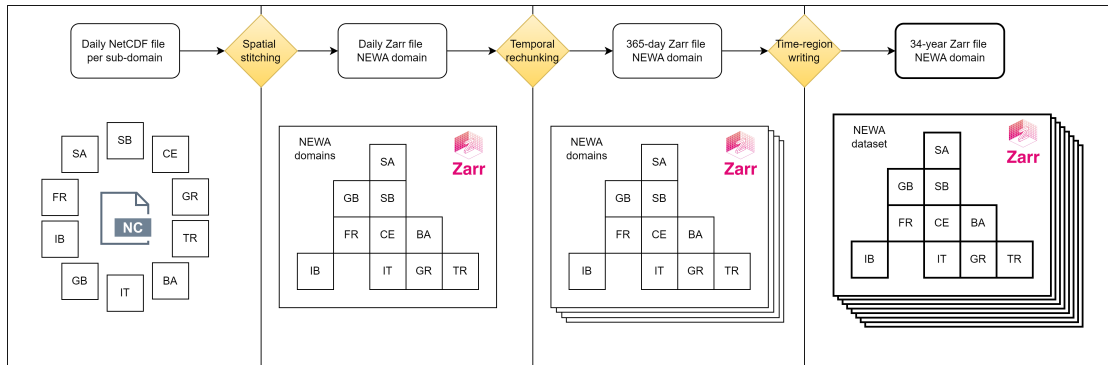 Daily NetCDF file
per sub-domain
Spatial
stitching
Daily Zarr file
NEWA domain
Temporal
rechunking
365-day Zarr file
NEWA domain
Time-region
writing
34-year Zarr file
NEWA domain
SB
SA
CE
FR
GR
NC
IB
TR
GB
BA
IT
NEWA
domains
Zarr
SA
GB
SB
FR
CE
BA
IB
IT
GR
TR
NEWA
domains
Zarr
SA
GB
SB
FR
CE
BA
IB
IT
GR
TR
NEWA
dataset
Zarr
SA
GB
SB
FR
CE
BA
IB
IT
GR
TR